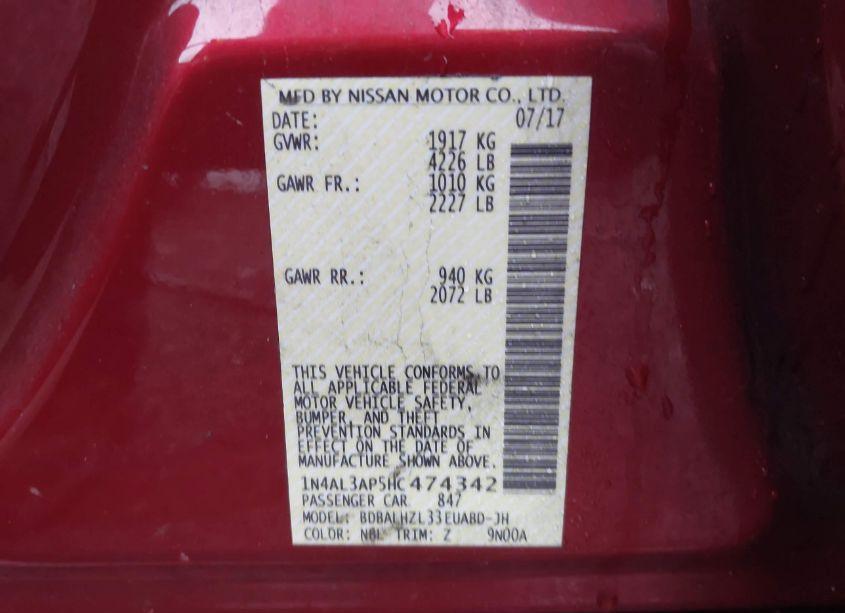 MFD BY NISSAN MOTOR CO., LTD.
DATE: 07/17
GVWR: 1917 KG
4226 LB
GAWR FR.: 1010 KG
2227 LB
GAWR RR.: 940 KG
2072 LB
THIS VEHICLE CONFORMS TO
ALL APPLICABLE FEDERAL
MOTOR VEHICLE SAFETY,
BUMPER, AND THEFT
PREVENTION STANDARDS IN
EFFECT ON THE DATE OF
MANUFACTURE SHOWN ABOVE.
1N4AL3AP5HC474342
PASSENGER CAR 847
MODEL: BDBALHZL33EUABD-JH
COLOR: NBL TRIM: Z 9N00A